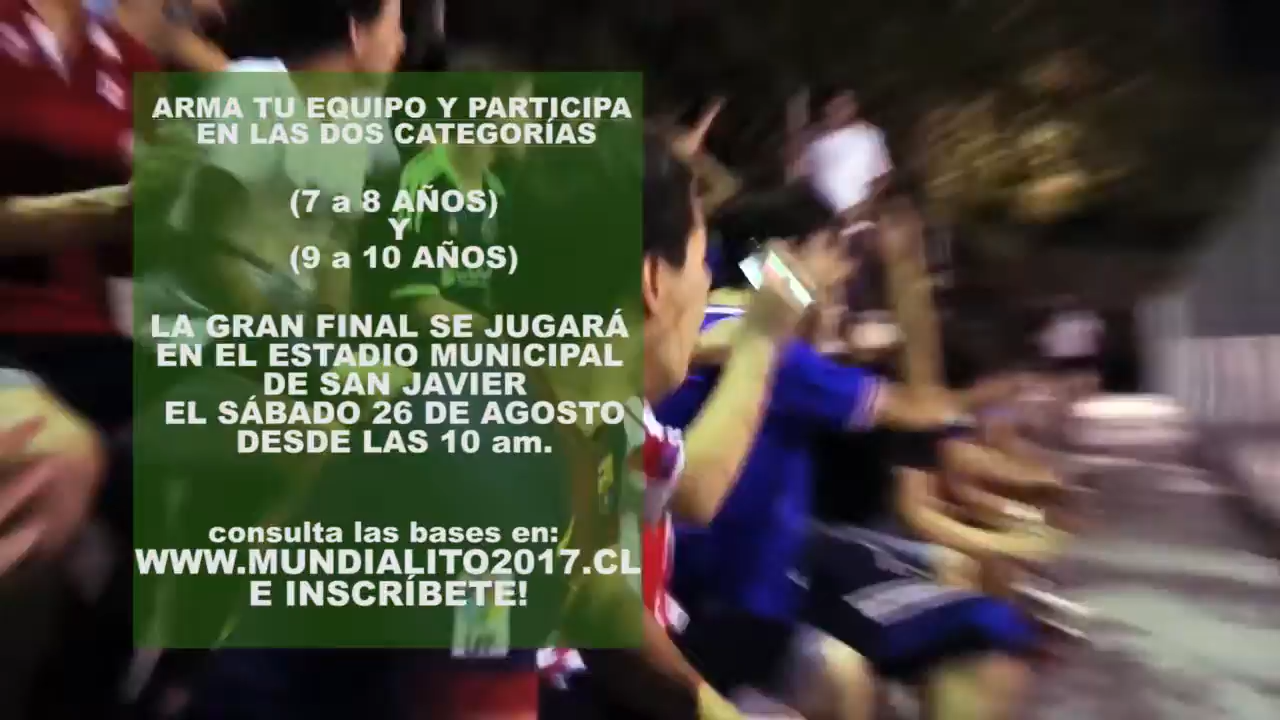 ARMA TU EQUIPO Y PARTICIPA
EN LAS DOS CATEGORÍAS
(7 a 8 AÑOS)
Y
(9 a 10 AÑOS)
LA GRAN FINAL SE JUGARÁ
EN EL ESTADIO MUNICIPAL
DE SAN JAVIER
EL SÁBADO 26 DE AGOSTO
DESDE LAS 10 am.
consulta las bases en:
WWW.MUNDIALITO2017.CL
E INSCRÍBETE!